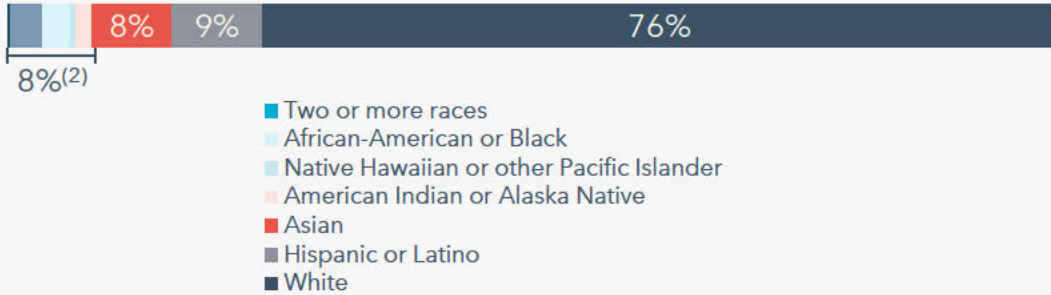 8% 9% 76%
8%(2)
Two or more races
African-American or Black
Native Hawaiian or other Pacific Islander
American Indian or Alaska Native
Asian
Hispanic or Latino
White